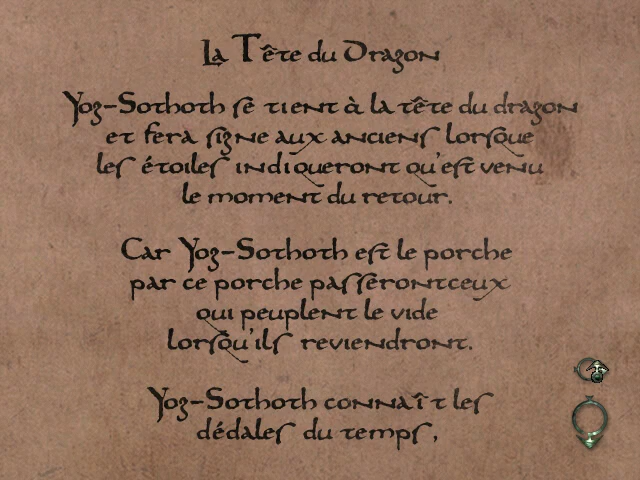 La Tête du Dragon
Yog-Sothoth se tient à la tête du dragon
et fera signe aux anciens lorsque
les étoiles indiqueront qu'est venu
le moment du retour.
Car Yog-Sothoth est le porche
par ce porche passerontceux
qui peuplent le vide
lorsqu'ils reviendront.
Yog-Sothoth connaît les
dédales du temps,